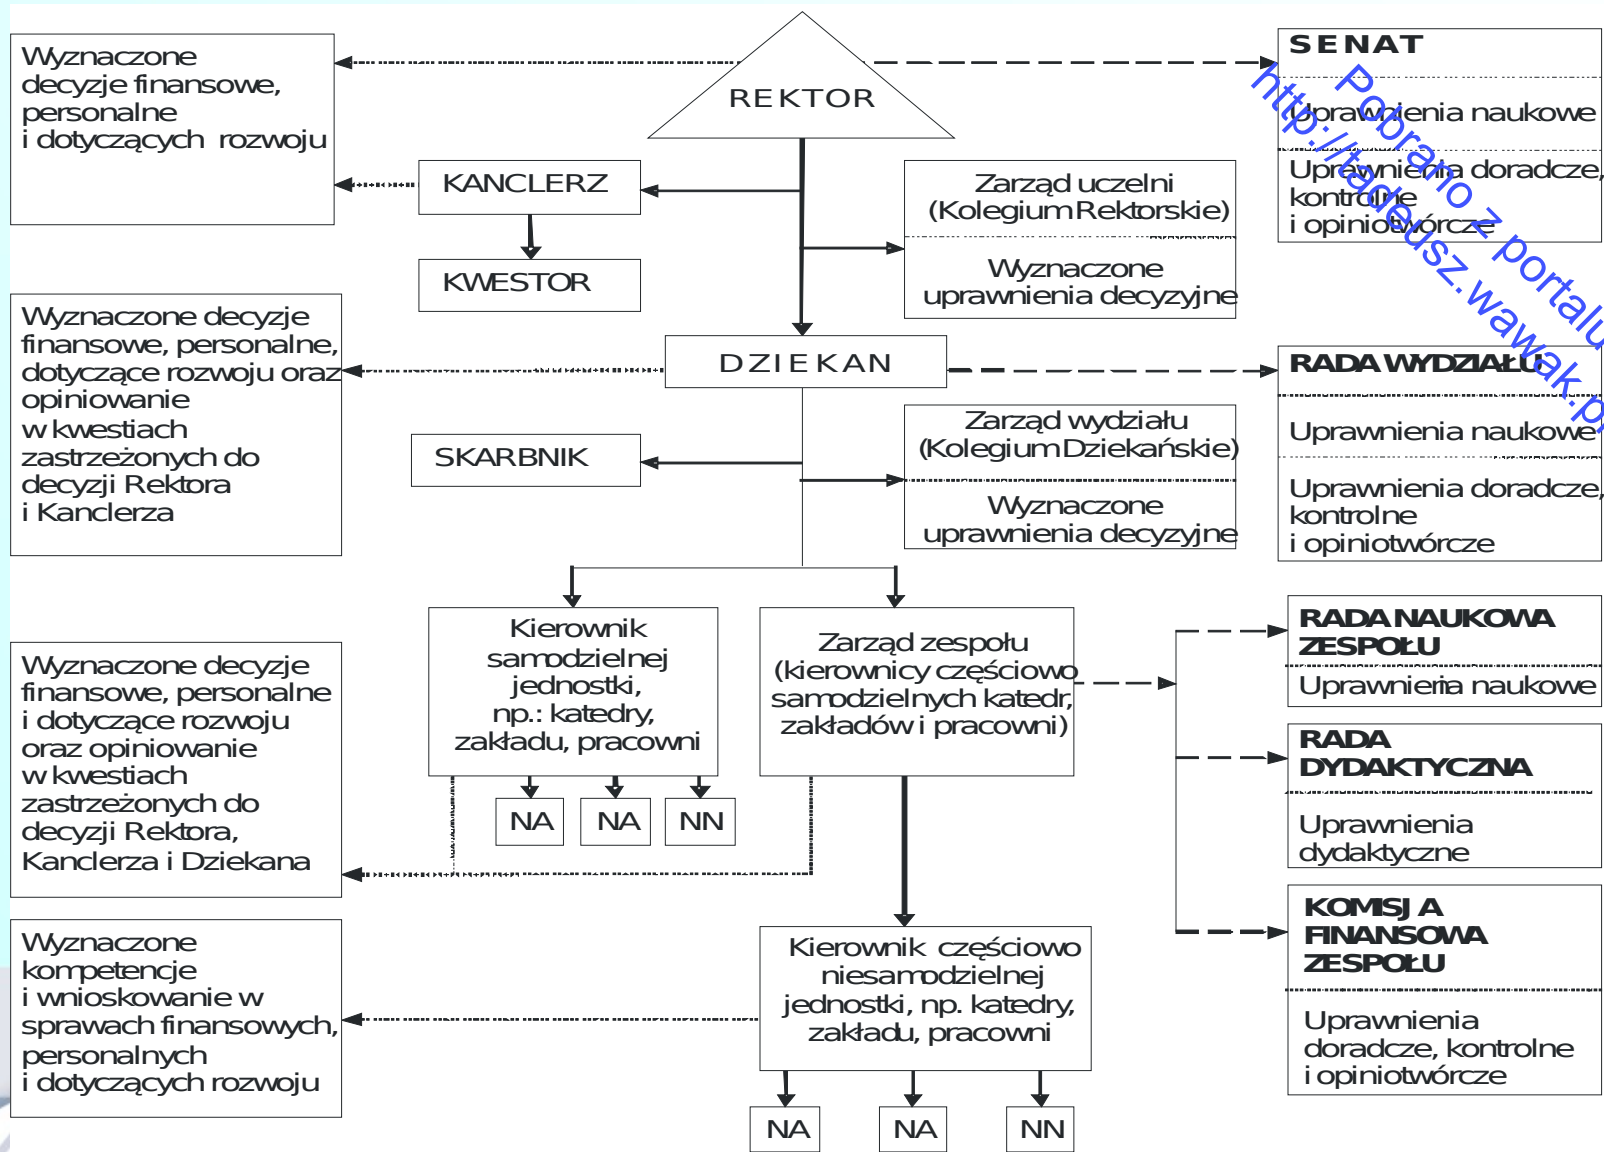 Wyznaczone
decyzje finansowe,
personalne
i dotyczących rozwoju
REKTOR
SENAT
Uprawnienia naukowe
Uprawnienia doradcze,
kontrolne
i opiniotwórcze
Pobrano z portalu
http://tadeusz.wawak.pl
KANCLERZ
KWESTOR
Zarząd uczelni
(Kolegium Rektorskie)
Wyznaczone
uprawnienia decyzyjne
Wyznaczone decyzje
finansowe, personalne,
dotyczące rozwoju oraz
opiniowanie
w kwestiach
zastrzeżonych do
decyzji Rektora
i Kanclerza
DZIEKAN
SKARBNIK
Zarząd wydziału
(Kolegium Dziekańskie)
Wyznaczone
uprawnienia decyzyjne
RADA WYDZIAŁU
Uprawnienia naukowe
Uprawnienia doradcze,
kontrolne
i opiniotwórcze
Wyznaczone decyzje
finansowe, personalne
i dotyczące rozwoju
oraz opiniowanie
w kwestiach
zastrzeżonych do
decyzji Rektora,
Kanclerza i Dziekana
Kierownik
samodzielnej
jednostki,
np.: katedry,
zakładu, pracowni
NA
NA
NN
Zarząd zespołu
(kierownicy częściowo
samodzielnych katedr,
zakładów i pracowni)
RADA NAUKOWA
ZESPOŁU
Uprawnienia naukowe
RADA
DYDAKTYCZNA
Uprawnienia
dydaktyczne
KOMISJA
FINANSOWA
ZESPOŁU
Uprawnienia
doradcze, kontrolne
i opiniotwórcze
Wyznaczone
kompetencje
i wnioskowanie w
sprawach finansowych,
personalnych
i dotyczących rozwoju
Kierownik częściowo
niesamodzielnej
jednostki, np. katedry,
zakładu, pracowni
NA
NA
NN